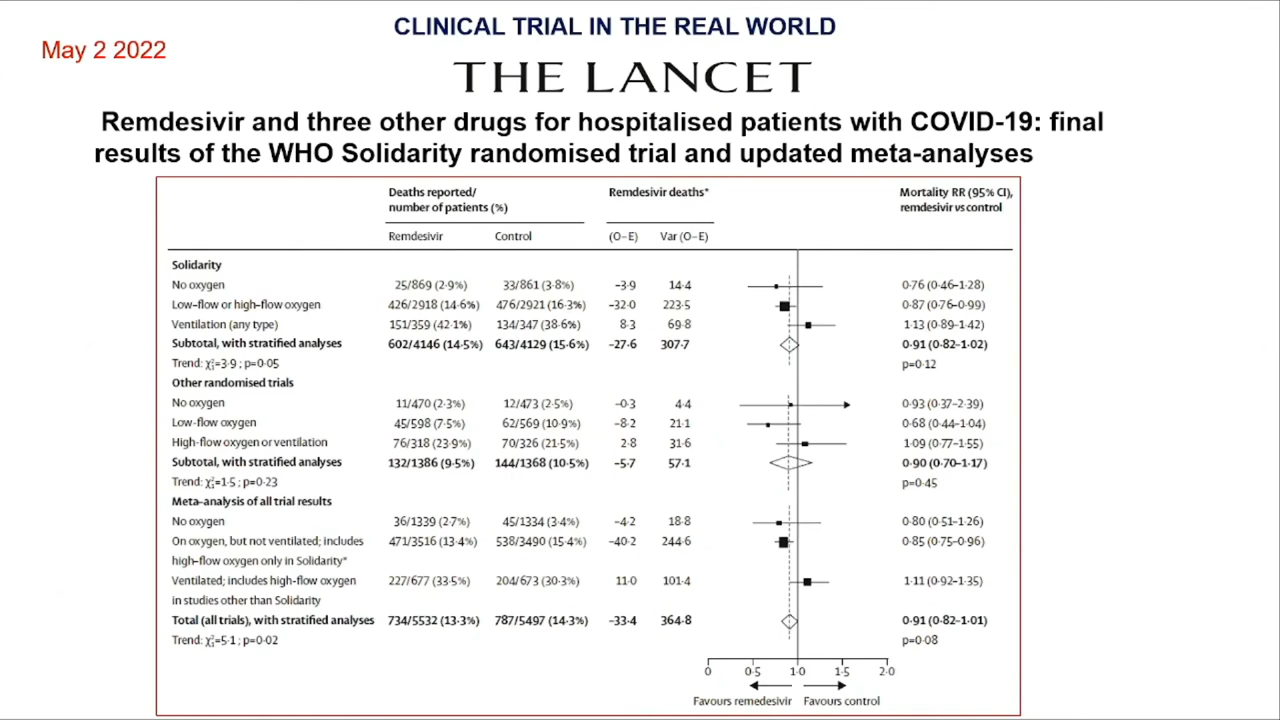 CLINICAL TRIAL IN THE REAL WORLD
May 2 2022
THE LANCET
Remdesivir and three other drugs for hospitalised patients with COVID-19: final
results of the WHO Solidarity randomised trial and updated meta-analyses
Deaths reported/ Remdesivir deaths* Mortality RR (95% CI),
number of patients (%) remdesivir vs control
Remdesivir Control (O–E) Var (O–E)
Solidarity
No oxygen 25/869 (2·9%) 33/861 (3·8%) –3·9 14·4 0·76 (0·46–1·28)
Low-flow or high-flow oxygen 426/2918 (14·6%) 476/2921 (16·3%) –32·0 223·5 0·87 (0·76–0·99)
Ventilation (any type) 151/359 (42·1%) 134/347 (38·6%) 8·3 69·8 1·13 (0·89–1·42)
Subtotal, with stratified analyses 602/4146 (14·5%) 643/4129 (15·6%) –27·6 307·7 0·91 (0·82–1·02)
Trend: χ²₁=3·9 ; p=0·05 p=0·12
Other randomised trials
No oxygen 11/470 (2·3%) 12/473 (2·5%) –0·3 4·4 0·93 (0·37–2·39)
Low-flow oxygen 45/598 (7·5%) 62/569 (10·9%) –8·2 21·1 0·68 (0·44–1·04)
High-flow oxygen or ventilation 76/318 (23·9%) 70/326 (21·5%) 2·8 31·6 1·09 (0·77–1·55)
Subtotal, with stratified analyses 132/1386 (9·5%) 144/1368 (10·5%) –5·7 57·1 0·90 (0·70–1·17)
Trend: χ²₁=1·5 ; p=0·23 p=0·45
Meta-analysis of all trial results
No oxygen 36/1339 (2·7%) 45/1334 (3·4%) –4·2 18·8 0·80 (0·51–1·26)
On oxygen, but not ventilated; includes 471/3516 (13·4%) 538/3490 (15·4%) –40·2 244·6 0·85 (0·75–0·96)
high-flow oxygen only in Solidarity*
Ventilated; includes high-flow oxygen 227/677 (33·5%) 204/673 (30·3%) 11·0 101·4 1·11 (0·92–1·35)
in studies other than Solidarity
Total (all trials), with stratified analyses 734/5532 (13·3%) 787/5497 (14·3%) –33·4 364·8 0·91 (0·82–1·01)
Trend: χ²₁=5·1 ; p=0·02 p=0·08
0 0·5 1·0 1·5 2·0
Favours remedesivir Favours control